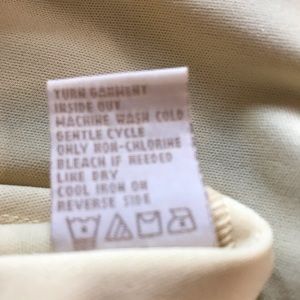 TURN GARMENT
INSIDE OUT
MACHINE WASH COLD
GENTLE CYCLE
ONLY NON-CHLORINE
BLEACH IF NEEDED
LINE DRY
COOL IRON ON
REVERSE SIDE